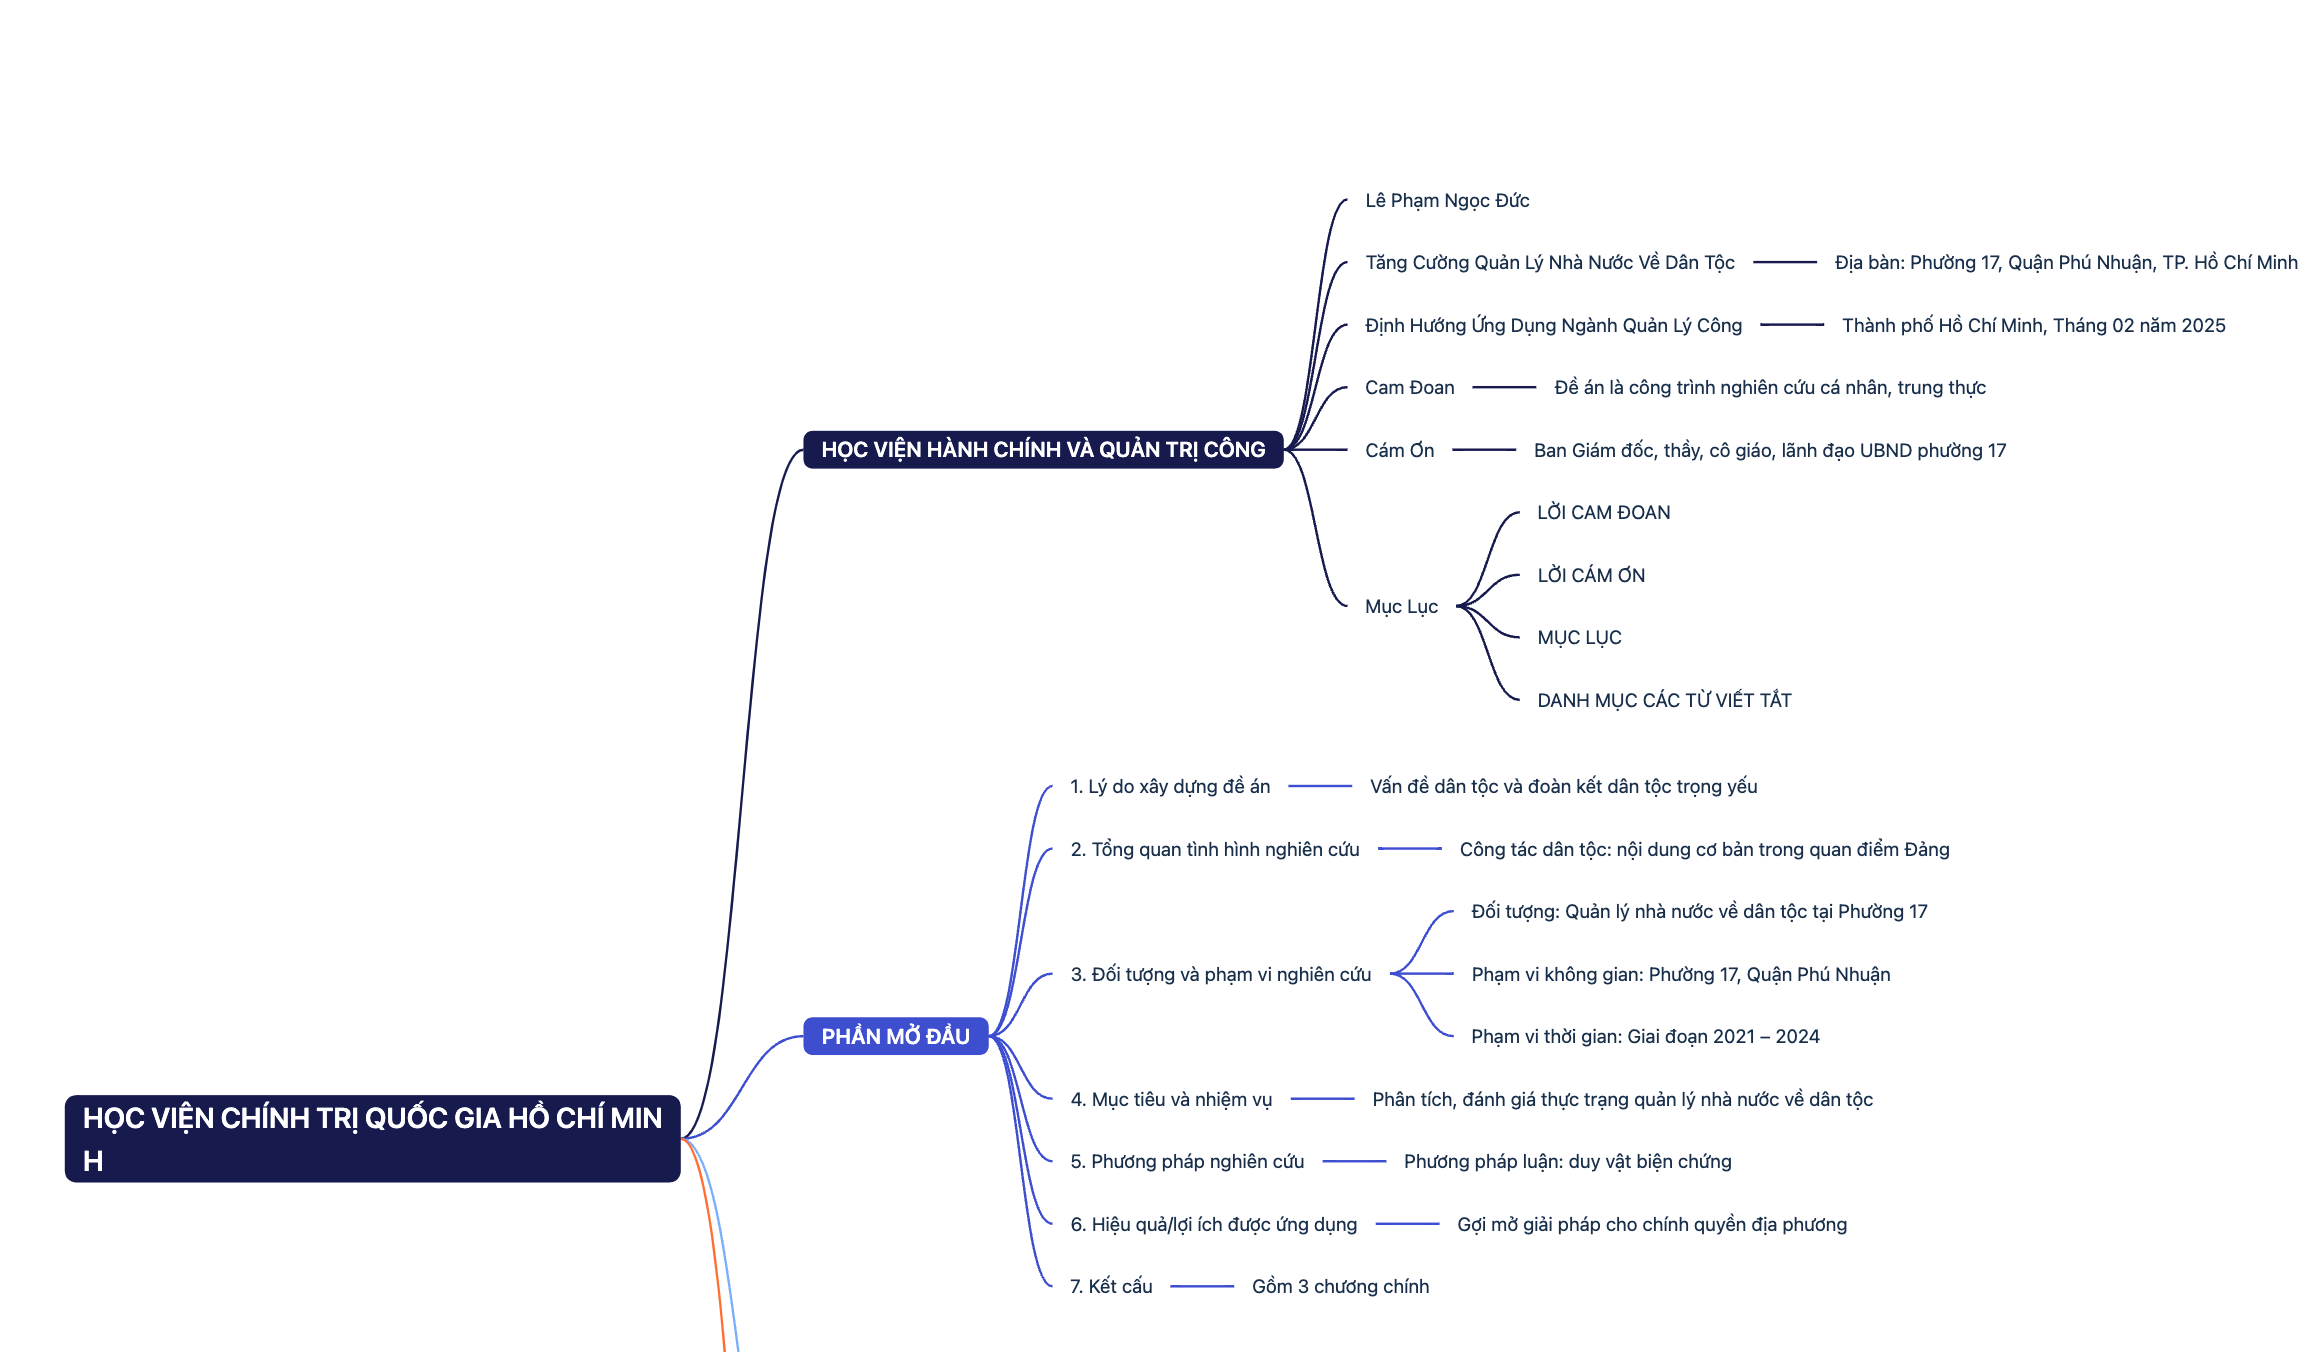 Lê Phạm Ngọc Đức
Tăng Cường Quản Lý Nhà Nước Về Dân Tộc
Địa bàn: Phường 17, Quận Phú Nhuận, TP. Hồ Chí Minh
Định Hướng Ứng Dụng Ngành Quản Lý Công
Thành phố Hồ Chí Minh, Tháng 02 năm 2025
Cam Đoan
Đề án là công trình nghiên cứu cá nhân, trung thực
HỌC VIỆN HÀNH CHÍNH VÀ QUẢN TRỊ CÔNG
Cám Ơn
Ban Giám đốc, thầy, cô giáo, lãnh đạo UBND phường 17
Mục Lục
LỜI CAM ĐOAN
LỜI CÁM ƠN
MỤC LỤC
DANH MỤC CÁC TỪ VIẾT TẮT
1. Lý do xây dựng đề án
Vấn đề dân tộc và đoàn kết dân tộc trọng yếu
2. Tổng quan tình hình nghiên cứu
Công tác dân tộc: nội dung cơ bản trong quan điểm Đảng
3. Đối tượng và phạm vi nghiên cứu
Đối tượng: Quản lý nhà nước về dân tộc tại Phường 17
Phạm vi không gian: Phường 17, Quận Phú Nhuận
Phạm vi thời gian: Giai đoạn 2021 – 2024
PHẦN MỞ ĐẦU
4. Mục tiêu và nhiệm vụ
Phân tích, đánh giá thực trạng quản lý nhà nước về dân tộc
HỌC VIỆN CHÍNH TRỊ QUỐC GIA HỒ CHÍ MIN
H
5. Phương pháp nghiên cứu
Phương pháp luận: duy vật biện chứng
6. Hiệu quả/lợi ích được ứng dụng
Gợi mở giải pháp cho chính quyền địa phương
7. Kết cấu
Gồm 3 chương chính